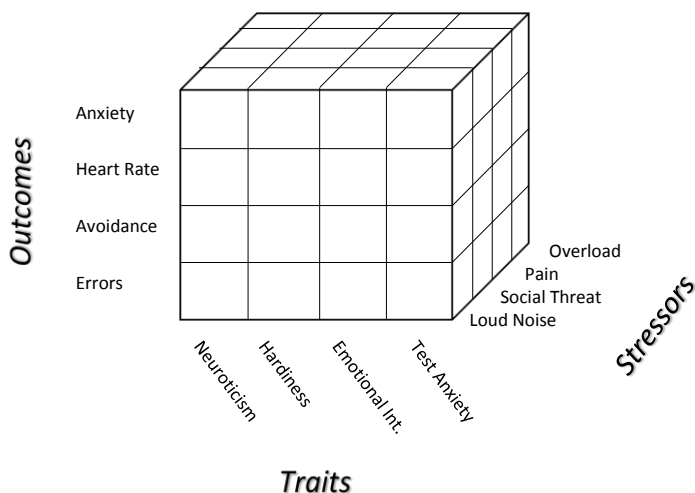 Outcomes
Anxiety
Heart Rate
Avoidance
Errors
Overload
Pain
Social Threat
Loud Noise
Stressors
Neuroticism
Hardiness
Emotional Int.
Test Anxiety
Traits